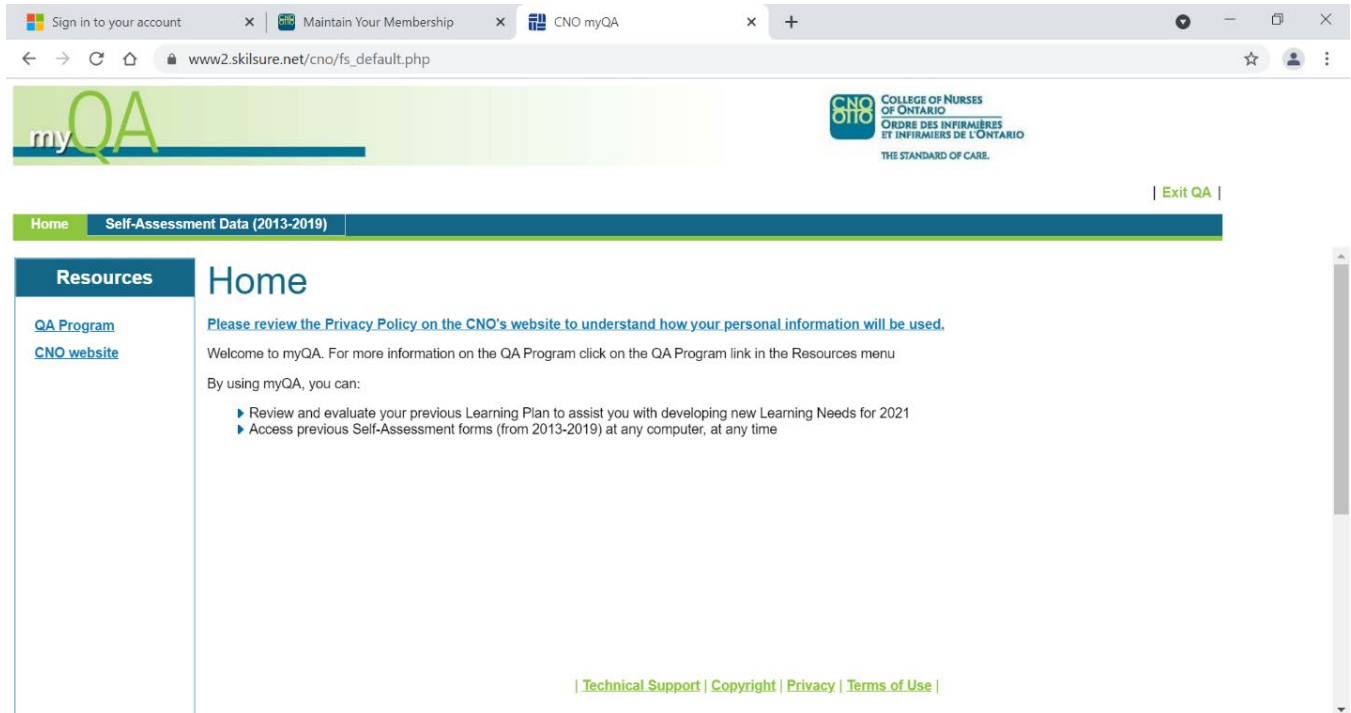 Sign in to your account
Maintain Your Membership
CNO myQA
www2.skilsure.net/cno/fs_default.php
myQA
CNO
OIIO
COLLEGE OF NURSES
OF ONTARIO
ORDRE DES INFIRMIÈRES
ET INFIRMIERS DE L'ONTARIO
THE STANDARD OF CARE.
| Exit QA |
Home Self-Assessment Data (2013-2019)
Resources
QA Program
CNO website
Home
Please review the Privacy Policy on the CNO's website to understand how your personal information will be used.
Welcome to myQA. For more information on the QA Program click on the QA Program link in the Resources menu
By using myQA, you can:
Review and evaluate your previous Learning Plan to assist you with developing new Learning Needs for 2021
Access previous Self-Assessment forms (from 2013-2019) at any computer, at any time
| Technical Support | Copyright | Privacy | Terms of Use |